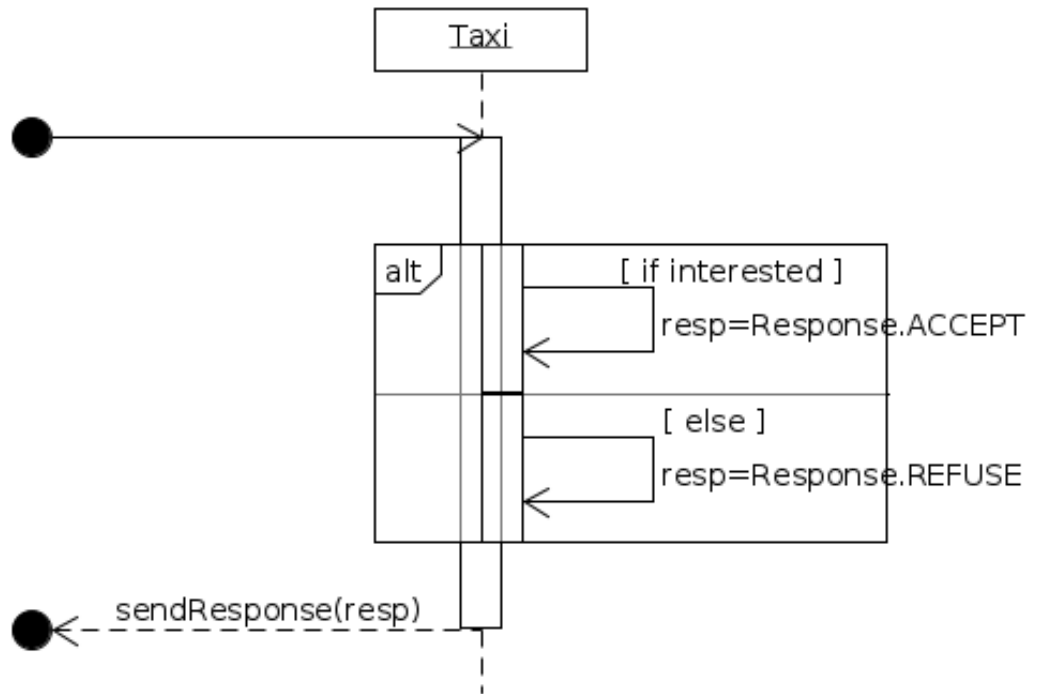 Taxi
alt
[ if interested ]
resp=Response.ACCEPT
[ else ]
resp=Response.REFUSE
sendResponse(resp)